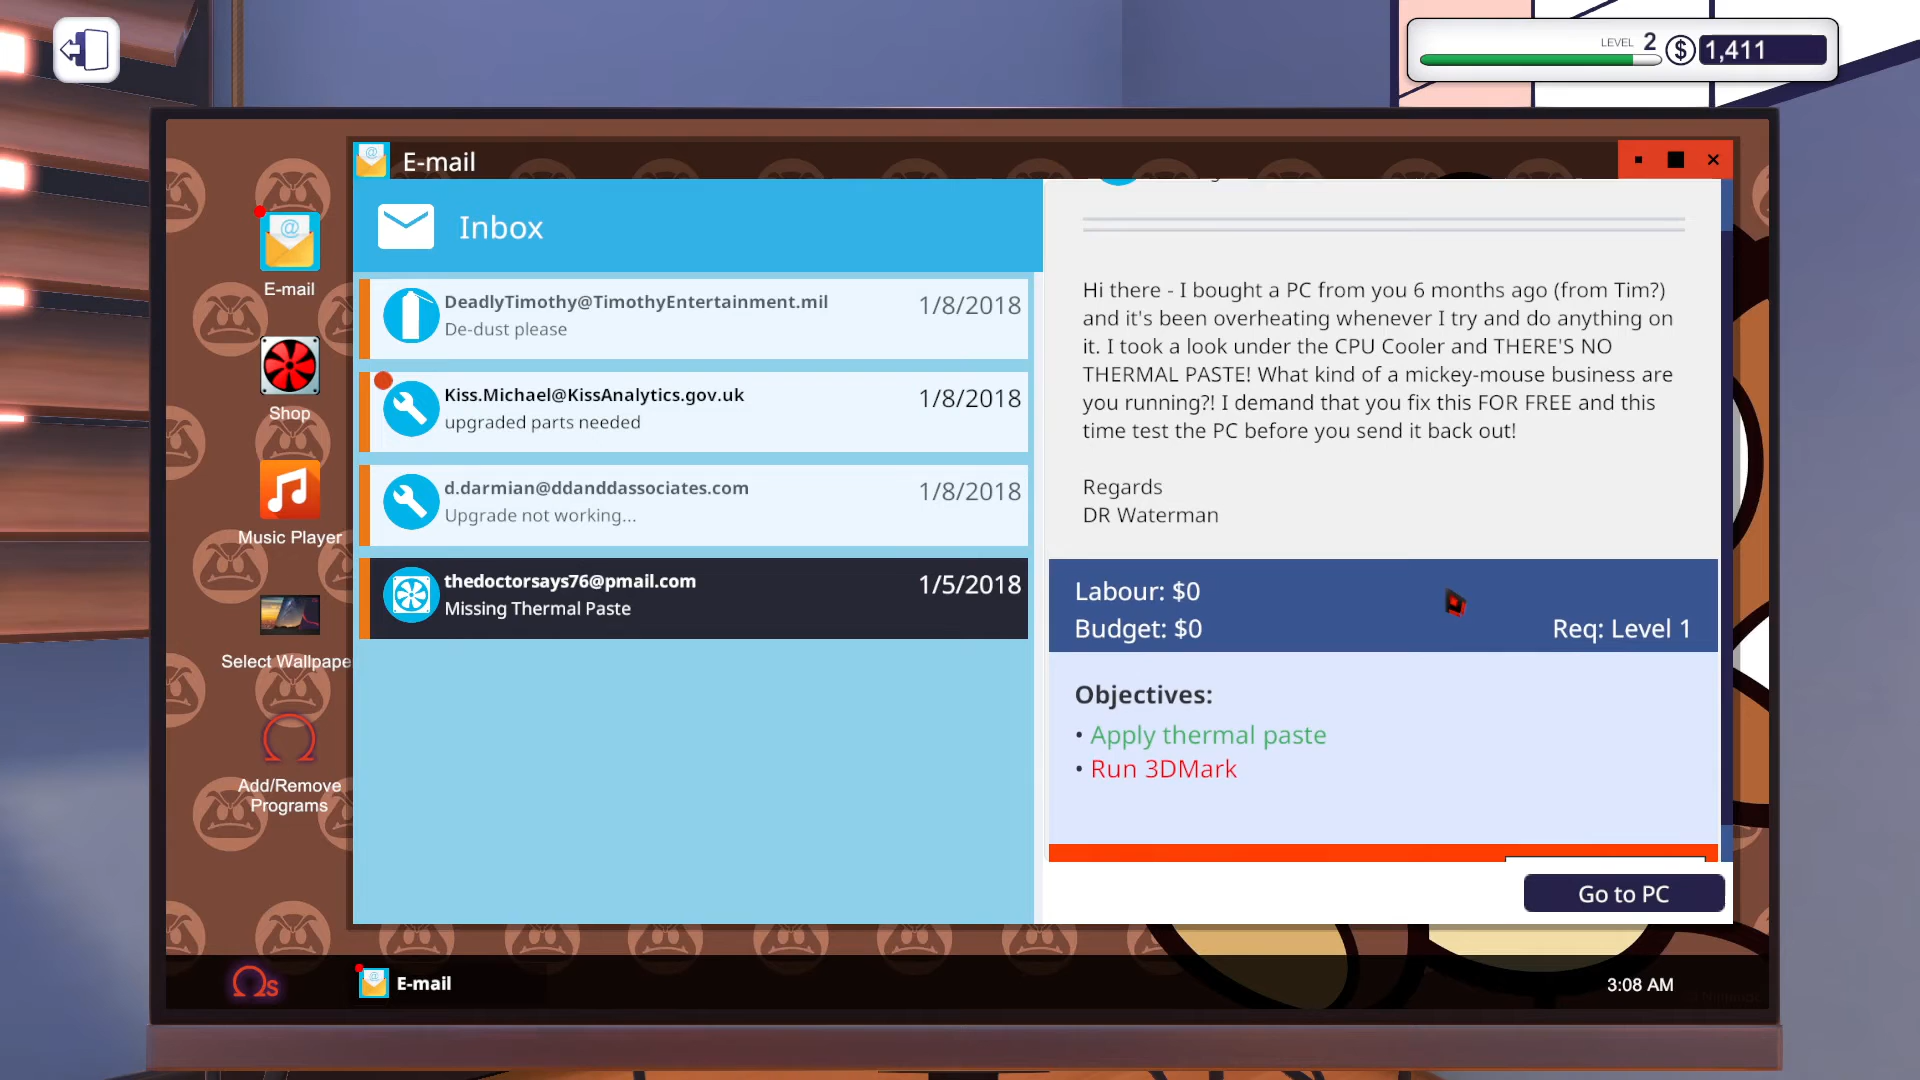 LEVEL 2
$ 1,411
E-mail
Inbox
E-mail
Shop
Music Player
Select Wallpape
Add/Remove
Programs
DeadlyTimothy@TimothyEntertainment.mil
1/8/2018
De-dust please
Kiss.Michael@KissAnalytics.gov.uk
1/8/2018
upgraded parts needed
d.darmian@ddanddassociates.com
1/8/2018
Upgrade not working...
thedoctorsays76@pmail.com
1/5/2018
Missing Thermal Paste
Hi there - I bought a PC from you 6 months ago (from Tim?)
and it's been overheating whenever I try and do anything on
it. I took a look under the CPU Cooler and THERE'S NO
THERMAL PASTE! What kind of a mickey-mouse business are
you running?! I demand that you fix this FOR FREE and this
time test the PC before you send it back out!
Regards
DR Waterman
Labour: $0
Budget: $0
Req: Level 1
Objectives:
• Apply thermal paste
• Run 3DMark
Go to PC
Ωs
E-mail
3:08 AM